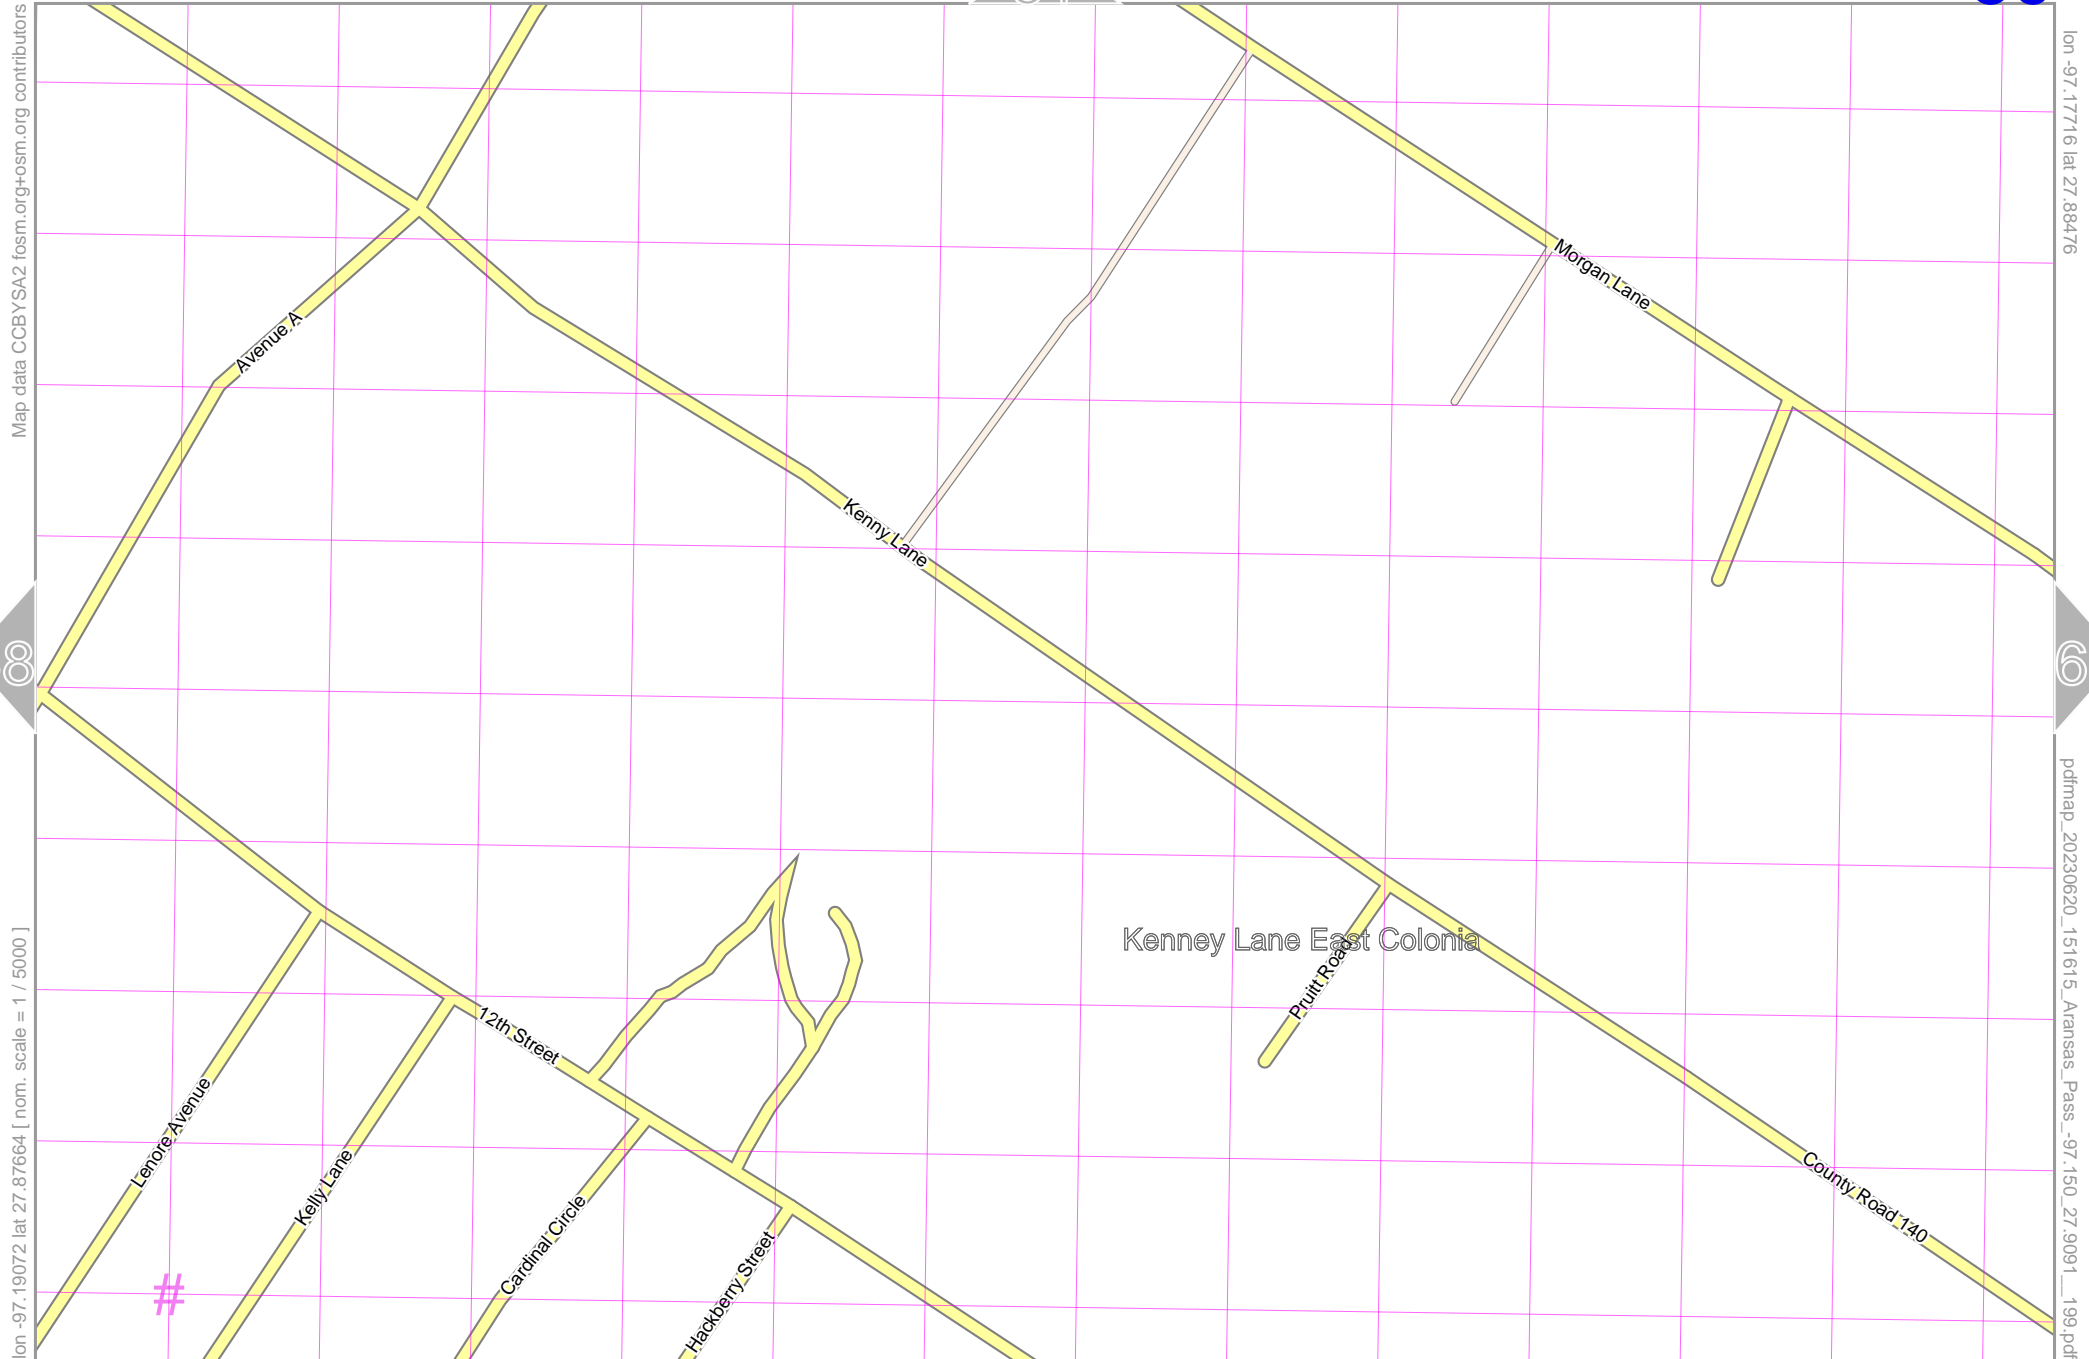 Map data CCBYSA2 fosm.org+osm.org contributors
lon -97.17716 lat 27.88476
Morgan Lane
Avenue A
Kenny Lane
8
6
Kenney Lane East Colonia
Pruitt Road
12th Street
Lenore Avenue
Kelly Lane
Cardinal Circle
Hackberry Street
County Road 140
#
lon -97.19072 lat 27.87664 [ nom. scale = 1 / 5000 ]
pdfmap_20230620_151615_Aransas_Pass_-97.150_27.9091__199.pdf